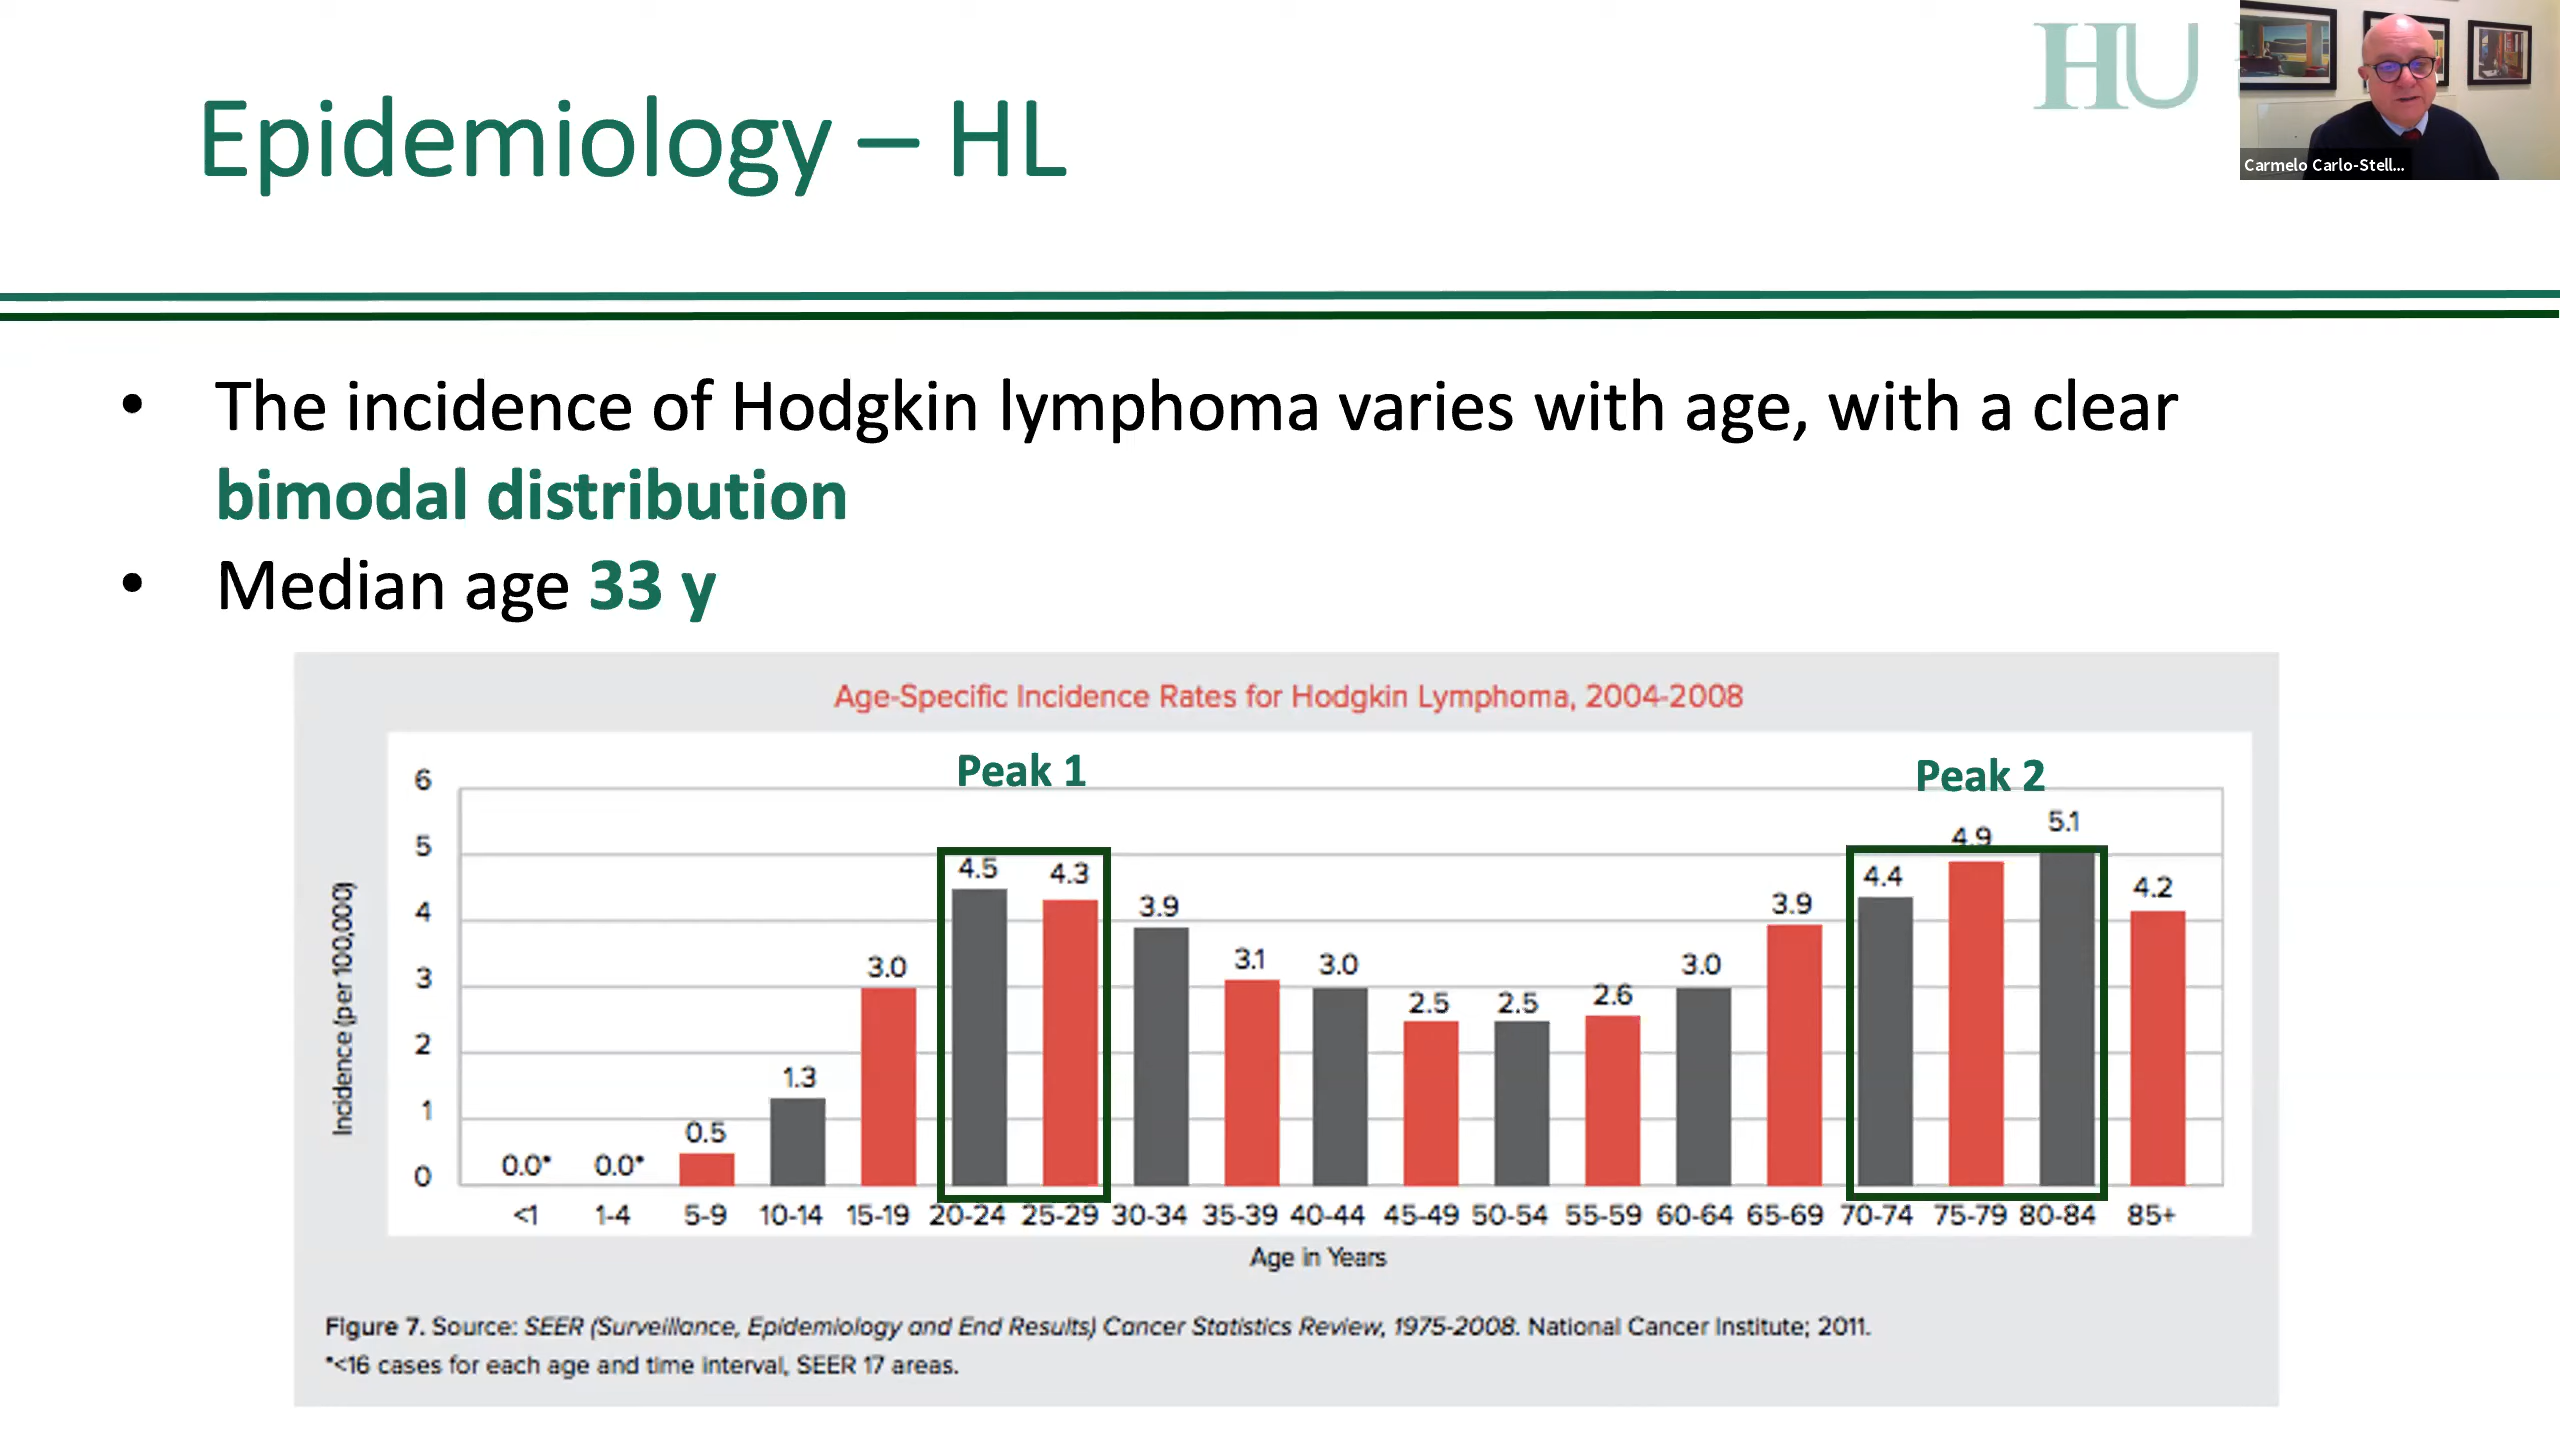 HU
Carmelo Carlo-Stell...
Epidemiology – HL
• The incidence of Hodgkin lymphoma varies with age, with a clear
bimodal distribution
• Median age 33 y
Age-Specific Incidence Rates for Hodgkin Lymphoma, 2004-2008
Peak 1
Peak 2
Incidence (per 100,000)
6
5
4
3
2
1
0
0.0* 0.0* 0.5 1.3 3.0 4.5 4.3 3.9 3.1 3.0 2.5 2.5 2.6 3.0 3.9 4.4 4.9 5.1 4.2
<1 1-4 5-9 10-14 15-19 20-24 25-29 30-34 35-39 40-44 45-49 50-54 55-59 60-64 65-69 70-74 75-79 80-84 85+
Age in Years
Figure 7. Source: SEER (Surveillance, Epidemiology and End Results) Cancer Statistics Review, 1975-2008. National Cancer Institute; 2011.
*<16 cases for each age and time interval, SEER 17 areas.